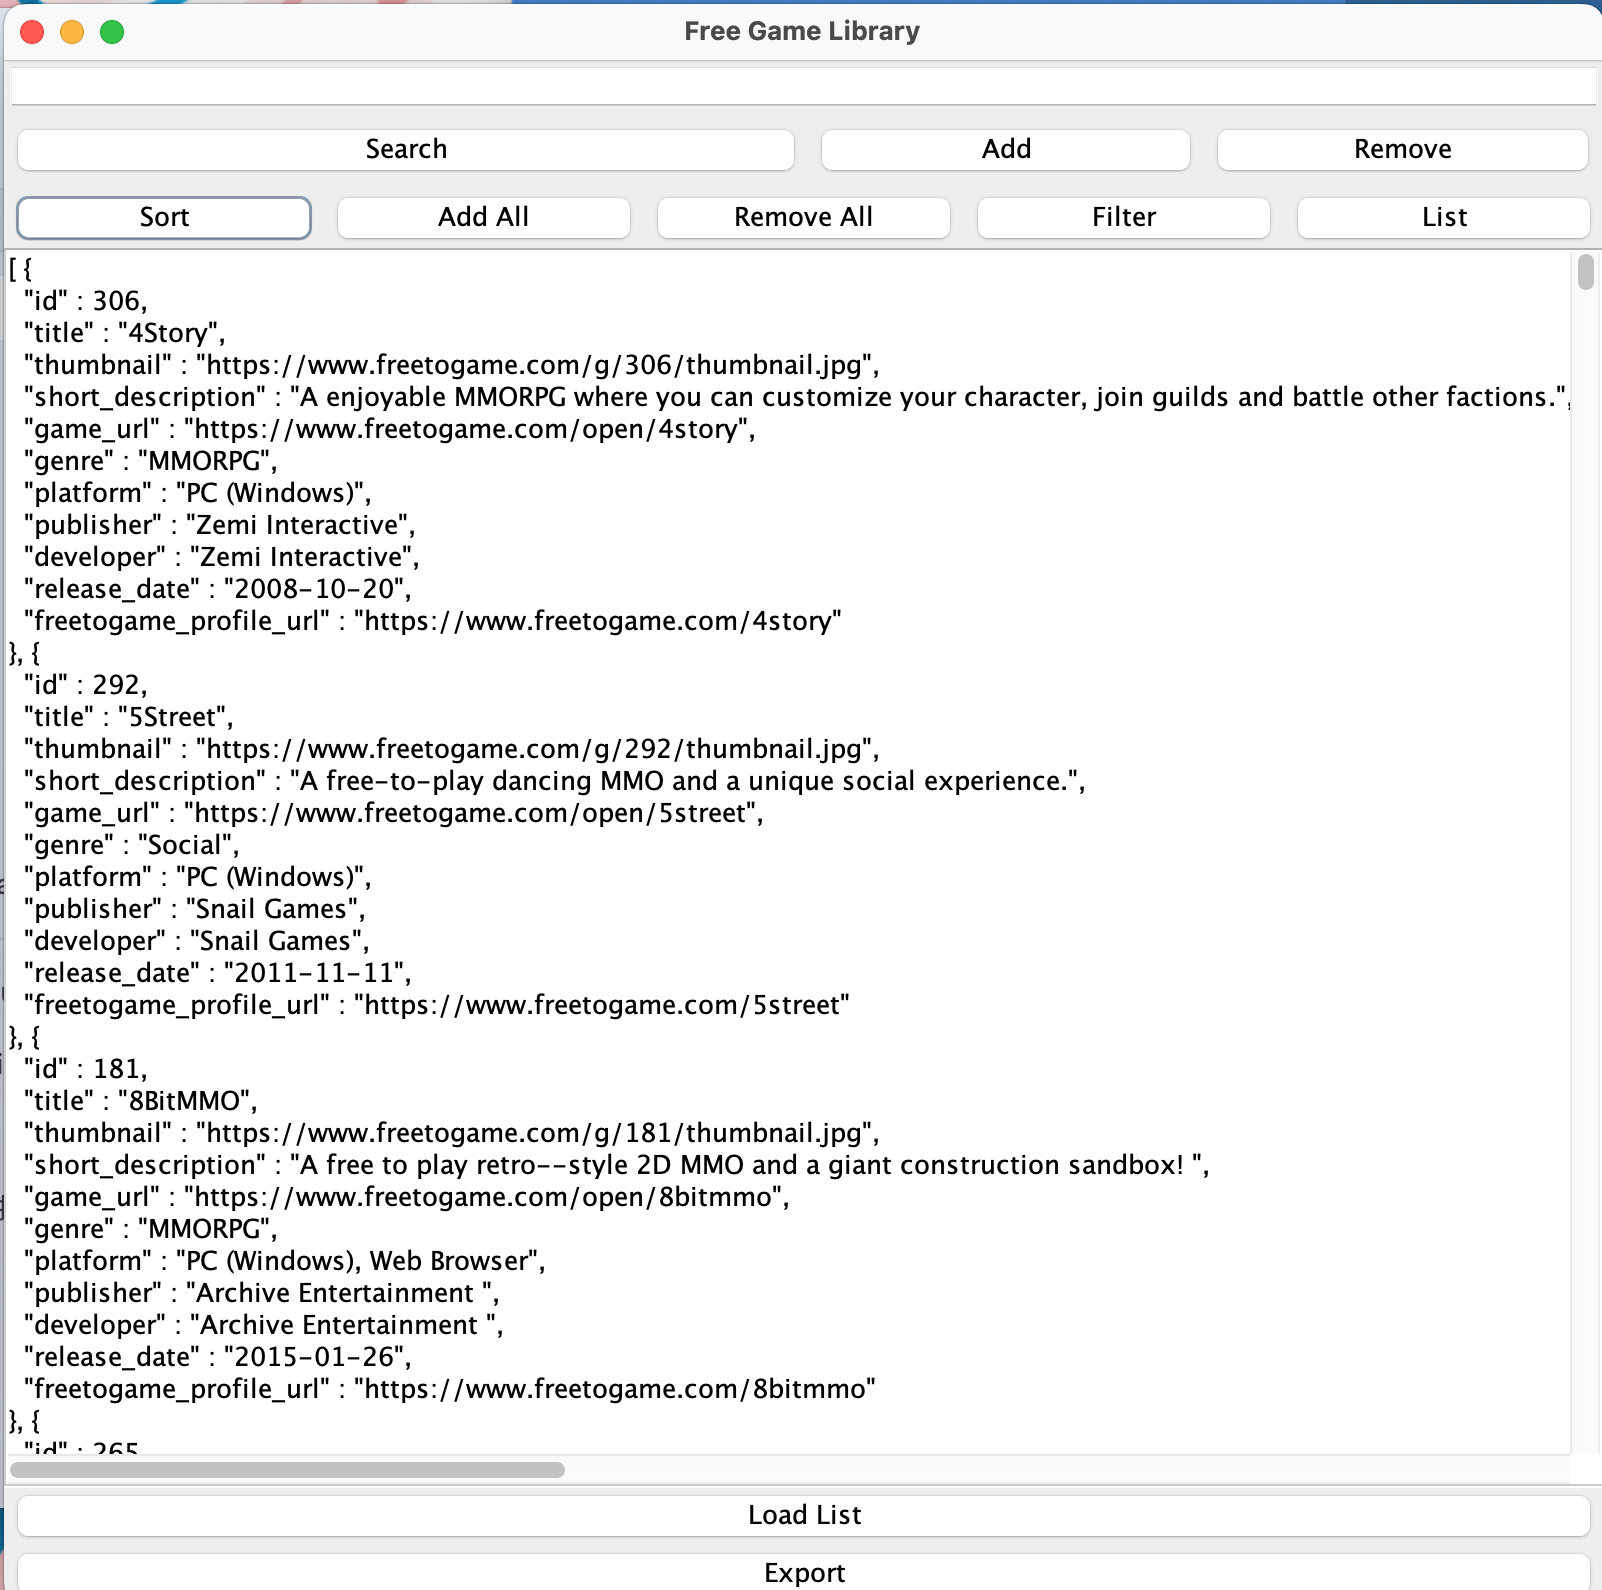 Free Game Library
Search Add Remove
Sort Add All Remove All Filter List
[ {
"id" : 306,
"title" : "4Story",
"thumbnail" : "https://www.freetogame.com/g/306/thumbnail.jpg",
"short_description" : "A enjoyable MMORPG where you can customize your character, join guilds and battle other factions.",
"game_url" : "https://www.freetogame.com/open/4story",
"genre" : "MMORPG",
"platform" : "PC (Windows)",
"publisher" : "Zemi Interactive",
"developer" : "Zemi Interactive",
"release_date" : "2008-10-20",
"freetogame_profile_url" : "https://www.freetogame.com/4story"
}, {
"id" : 292,
"title" : "5Street",
"thumbnail" : "https://www.freetogame.com/g/292/thumbnail.jpg",
"short_description" : "A free-to-play dancing MMO and a unique social experience.",
"game_url" : "https://www.freetogame.com/open/5street",
"genre" : "Social",
"platform" : "PC (Windows)",
"publisher" : "Snail Games",
"developer" : "Snail Games",
"release_date" : "2011-11-11",
"freetogame_profile_url" : "https://www.freetogame.com/5street"
}, {
"id" : 181,
"title" : "8BitMMO",
"thumbnail" : "https://www.freetogame.com/g/181/thumbnail.jpg",
"short_description" : "A free to play retro--style 2D MMO and a giant construction sandbox! ",
"game_url" : "https://www.freetogame.com/open/8bitmmo",
"genre" : "MMORPG",
"platform" : "PC (Windows), Web Browser",
"publisher" : "Archive Entertainment ",
"developer" : "Archive Entertainment ",
"release_date" : "2015-01-26",
"freetogame_profile_url" : "https://www.freetogame.com/8bitmmo"
}, {
"id" : 265
Load List
Export